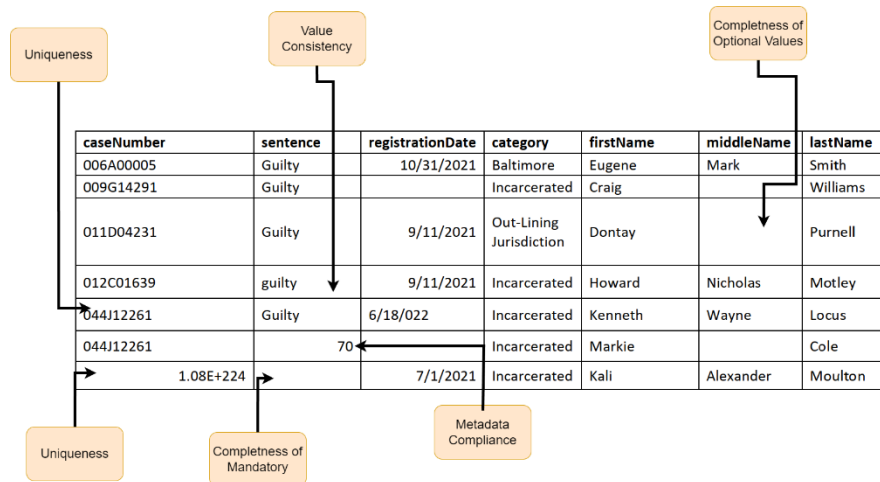 Uniqueness
Value
Consistency
Completness of
Optional Values
caseNumber sentence registrationDate category firstName middleName lastName
006A00005 Guilty 10/31/2021 Baltimore Eugene Mark Smith
009G14291 Guilty Incarcerated Craig Williams
011D04231 Guilty 9/11/2021 Out-Lining Jurisdiction Dontay Purnell
012C01639 guilty 9/11/2021 Incarcerated Howard Nicholas Motley
044J12261 Guilty 6/18/022 Incarcerated Kenneth Wayne Locus
044J12261 70 Incarcerated Markie Cole
1.08E+224 7/1/2021 Incarcerated Kali Alexander Moulton
Uniqueness
Completness of
Mandatory
Metadata
Compliance